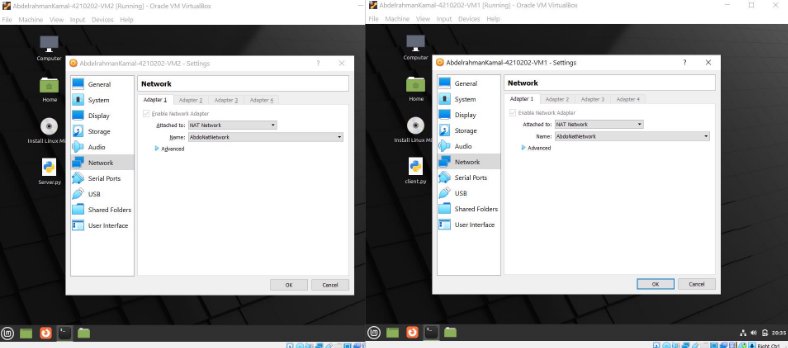 AbdelrahmanKamal-4210202-VM2 [Running] - Oracle VM VirtualBox
File Machine View Input Devices Help
Computer
Home
Install Linux Mi
Server.py
AbdelrahmanKamal-4210202-VM2 - Settings
?
General
System
Display
Storage
Audio
Network
Serial Ports
USB
Shared Folders
User Interface
Network
Adapter 1 Adapter 2 Adapter 3 Adapter 4
Enable Network Adapter
Attached to: NAT Network
Name: AbdoNatNetwork
Advanced
OK Cancel
AbdelrahmanKamal-4210202-VM1 [Running] - Oracle VM VirtualBox
File Machine View Input Devices Help
Computer
Home
Install Linux Mi
client.py
AbdelrahmanKamal-4210202-VM1 - Settings
?
General
System
Display
Storage
Audio
Network
Serial Ports
USB
Shared Folders
User Interface
Network
Adapter 1 Adapter 2 Adapter 3 Adapter 4
Enable Network Adapter
Attached to: NAT Network
Name: AbdoNatNetwork
Advanced
OK Cancel
Right Ctrl